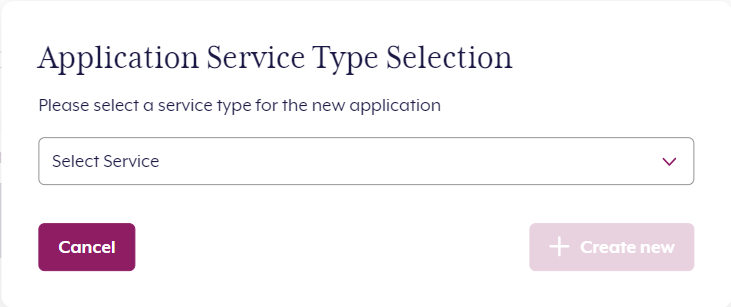 Application Service Type Selection
Please select a service type for the new application
Select Service
Cancel
Create new